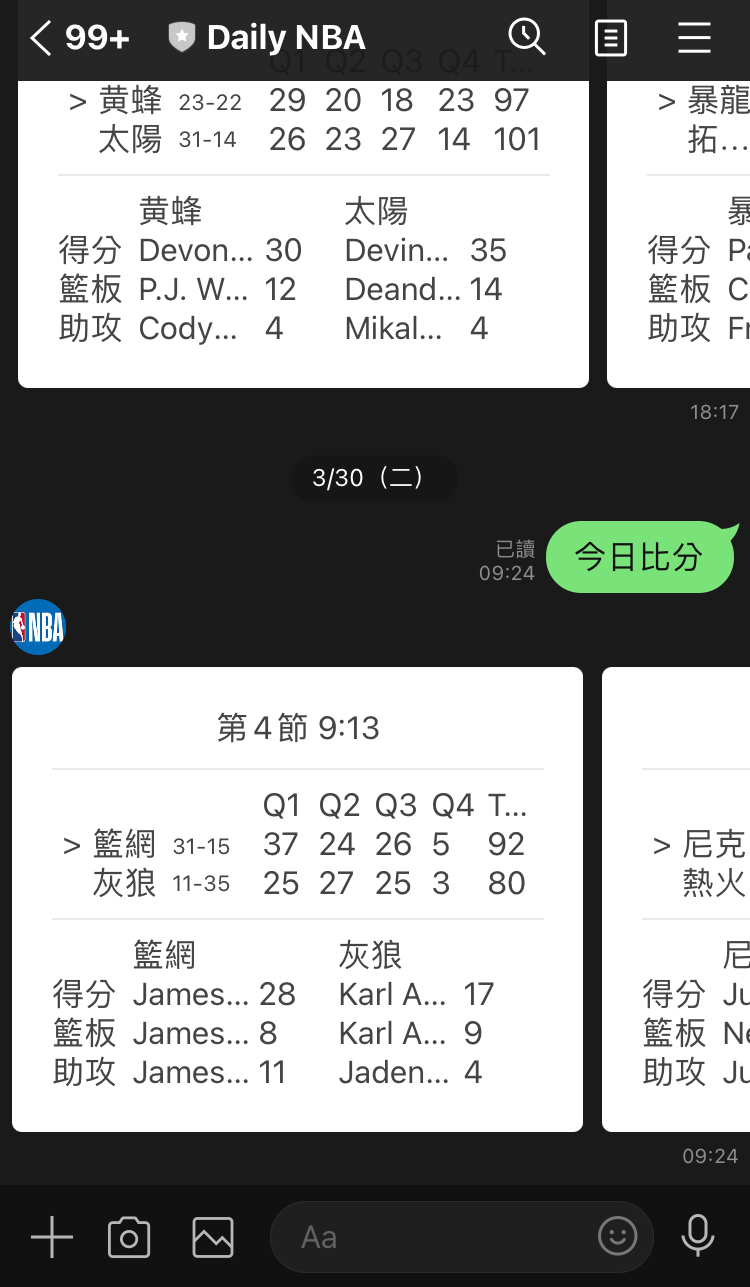 99+ Daily NBA
Q1 Q2 Q3 Q4 T...
> 黄蜂 23-22 29 20 18 23 97
太陽 31-14 26 23 27 14 101
黄蜂 太陽
得分 Devon... 30 Devin... 35
籃板 P.J. W... 12 Deand... 14
助攻 Cody... 4 Mikal... 4
> 暴龍
拓...
暴
得分
籃板 C
助攻
18:17
3/30（二）
今日比分
已讀
09:24
NBA
第4節 9:13
Q1 Q2 Q3 Q4 T...
> 籃網 31-15 37 24 26 5 92
灰狼 11-35 25 27 25 3 80
籃網 灰狼
得分 James... 28 Karl A... 17
籃板 James... 8 Karl A... 9
助攻 James... 11 Jaden... 4
> 尼克
熱火
尼
得分
籃板
助攻
09:24
Aa